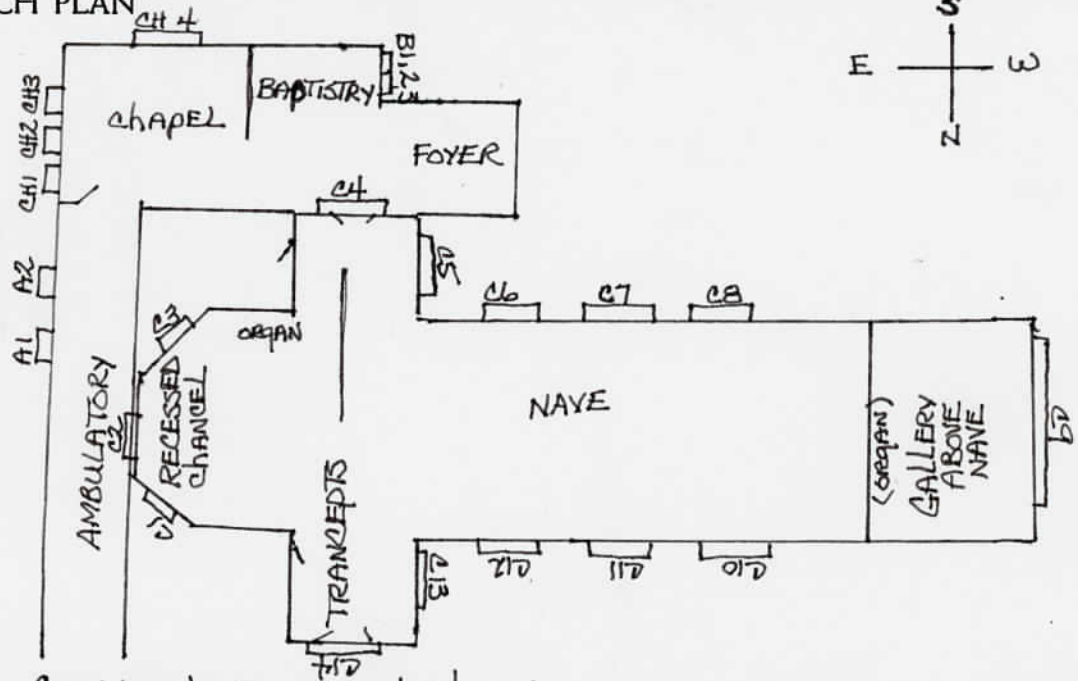 CH PLAN
CH 4
S
E
W
N
B1,2,3
BAPTISTRY
CHAPEL
FOYER
CH3
CH2
CH1
C4
C5
A2
A1
C3
ORGAN
C6
C7
C8
AMBULATORY
C2
RECESSED
CHANCEL
C1
NAVE
(ORGAN)
GALLERY
ABOVE
NAVE
C9
TRANCEPTS
C12
C11
C10
C13
C14